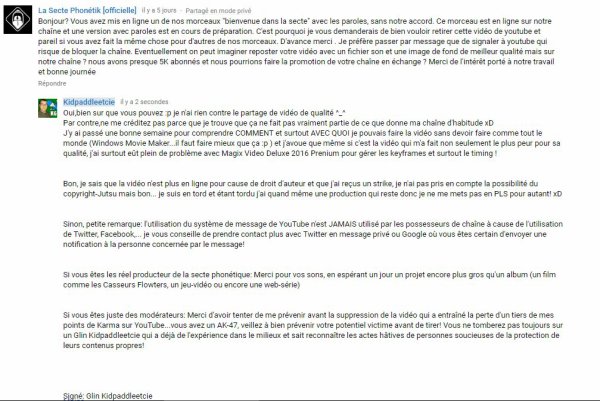 La Secte Phonétik [officielle] il y a 5 jours · Partagé en mode privé
Bonjour? Vous avez mis en ligne un de nos morceaux "bienvenue dans la secte" avec les paroles, sans notre accord. Ce morceau est en ligne sur notre
chaîne et une version avec paroles est en cours de préparation. C'est pourquoi je vous demanderais de bien vouloir retirer cette vidéo de youtube et
pareil si vous avez fait la même chose pour d'autres de nos morceaux. D'avance merci . Je préfère passer par message que de signaler à youtube qui
risque de bloquer la chaîne. Eventuellement on peut imaginer reposter votre vidéo avec un fichier son et une image de fond de meilleur qualité mais sur
notre chaîne ? nous avons presque 5K abonnés et nous pourrions faire la promotion de votre chaîne en échange ? Merci de l'intérêt porté à notre travail
et bonne journée
Répondre
Kidpaddleetcie il y a 2 secondes
Oui,bien sur que vous pouvez :p je n'ai rien contre le partage de vidéo de qualité ^_^
Par contre,ne me créditez pas parce que je trouve que ça ne fait pas vraiment partie de ce que donne ma chaîne d'habitude xD
J'y ai passé une bonne semaine pour comprendre COMMENT et surtout AVEC QUOI je pouvais faire la vidéo sans devoir faire comme tout le
monde (Windows Movie Maker...il faut faire mieux que ça :p ) et j'avoue que même si c'est la vidéo qui m'a fait non seulement le plus peur pour sa
qualité, j'ai surtout eût plein de problème avec Magix Video Deluxe 2016 Prenium pour gérer les keyframes et surtout le timing !
Bon, je sais que la vidéo n'est plus en ligne pour cause de droit d'auteur et que j'ai reçus un strike, je n'ai pas pris en compte la possibilité du
copyright-Jutsu mais bon... je suis en tord et étant tordu j'ai quand même une production qui reste donc je ne me mets pas en PLS pour autant! xD
Sinon, petite remarque: l'utilisation du système de message de YouTube n'est JAMAIS utilisé par les possesseurs de chaîne à cause de l'utilisation
de Twitter, Facebook,... je vous conseille de prendre contact plus avec Twitter en message privé ou Google où vous êtes certain d'envoyer une
notification à la personne concernée par le message!
Si vous êtes les réel producteur de la secte phonétique: Merci pour vos sons, en espérant un jour un projet encore plus gros qu'un album (un film
comme les Casseurs Flowters, un jeu-vidéo ou encore une web-série)
Si vous êtes juste des modérateurs: Merci d'avoir tenter de me prévenir avant la suppression de la vidéo qui a entraîné la perte d'un tiers de mes
points de Karma sur YouTube...vous avez un AK-47, veillez à bien prévenir votre potentiel victime avant de tirer! Vous ne tomberez pas toujours sur
un Glin Kidpaddleetcie qui a déjà de l'expérience dans le milieux et sait reconnaître les actes hâtives de personnes soucieuses de la protection de
leurs contenus propres!
Signé: Glin Kidpaddleetcie